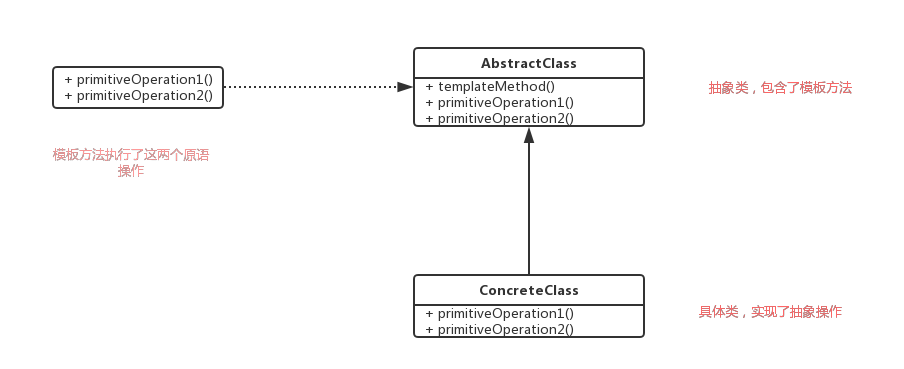 + primitiveOperation1()
+ primitiveOperation2()
模板方法执行了这两个原语
操作
AbstractClass
+ templateMethod()
+ primitiveOperation1()
+ primitiveOperation2()
抽象类，包含了模板方法
ConcreteClass
+ primitiveOperation1()
+ primitiveOperation2()
具体类，实现了抽象操作